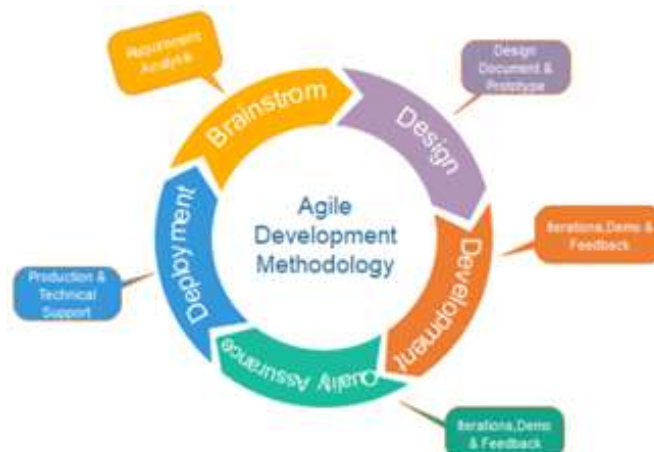 Requirement
Analysis
Brainstrom
Design
Document &
Prototype
Design
Agile
Development
Methodology
Iterations,Demo &
Feedback
Development
Production &
Technical
Support
Deployment
Quality Assurance
Iterations,Demo
& Feedback